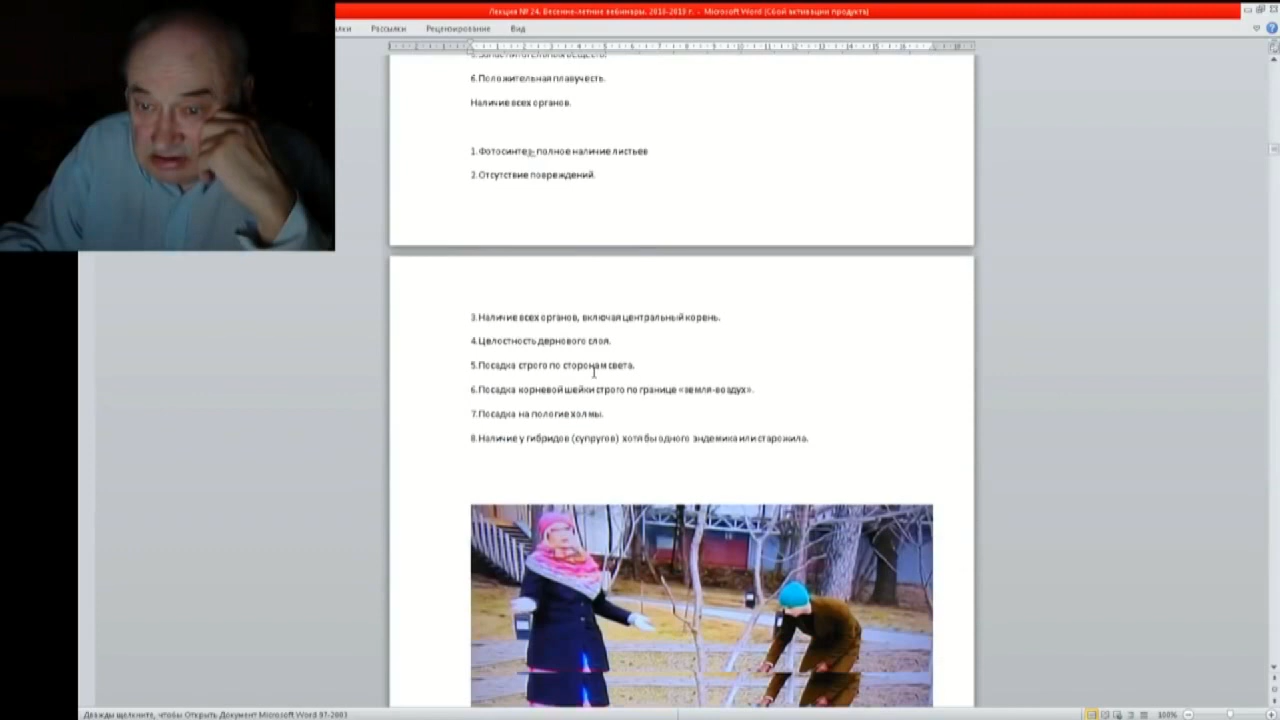 Лекция № 24. Весенне-летние вебинары. 2018-2019 г. - Microsoft Word (Сбой активации продукта)
Рассылки Рецензирование Вид
6.Положительная плавучесть.
Наличие всех органов.
1.Фотосинтез- полное наличие листьев
2.Отсутствие повреждений.
3.Наличие всех органов, включая центральный корень.
4.Целостность дернового слоя.
5.Посадка строго по сторонам света.
6.Посадка корневой шейки строго по границе «земля-воздух».
7.Посадка на пологие холмы.
8.Наличие у гибридов (супругов) хотя бы одного эндемика или старожила.
Дважды щелкните, чтобы Открыть Документ Microsoft Word 97-2003
100%